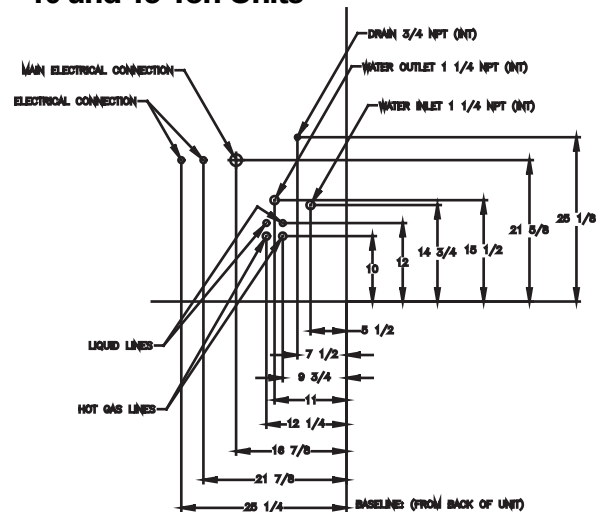 10 and 15 Ton Units
DRAIN 3/4 NPT (INT)
MAIN ELECTRICAL CONNECTION
WATER OUTLET 1 1/4 NPT (INT)
ELECTRICAL CONNECTION
WATER INLET 1 1/4 NPT (INT)
25 1/8
21 5/8
15 1/2
14 3/4
12
10
5 1/2
LIQUID LINES
7 1/2
9 3/4
11
HOT GAS LINES
12 1/4
16 7/8
21 7/8
25 1/4
BASELINE: (FROM BACK OF UNIT)